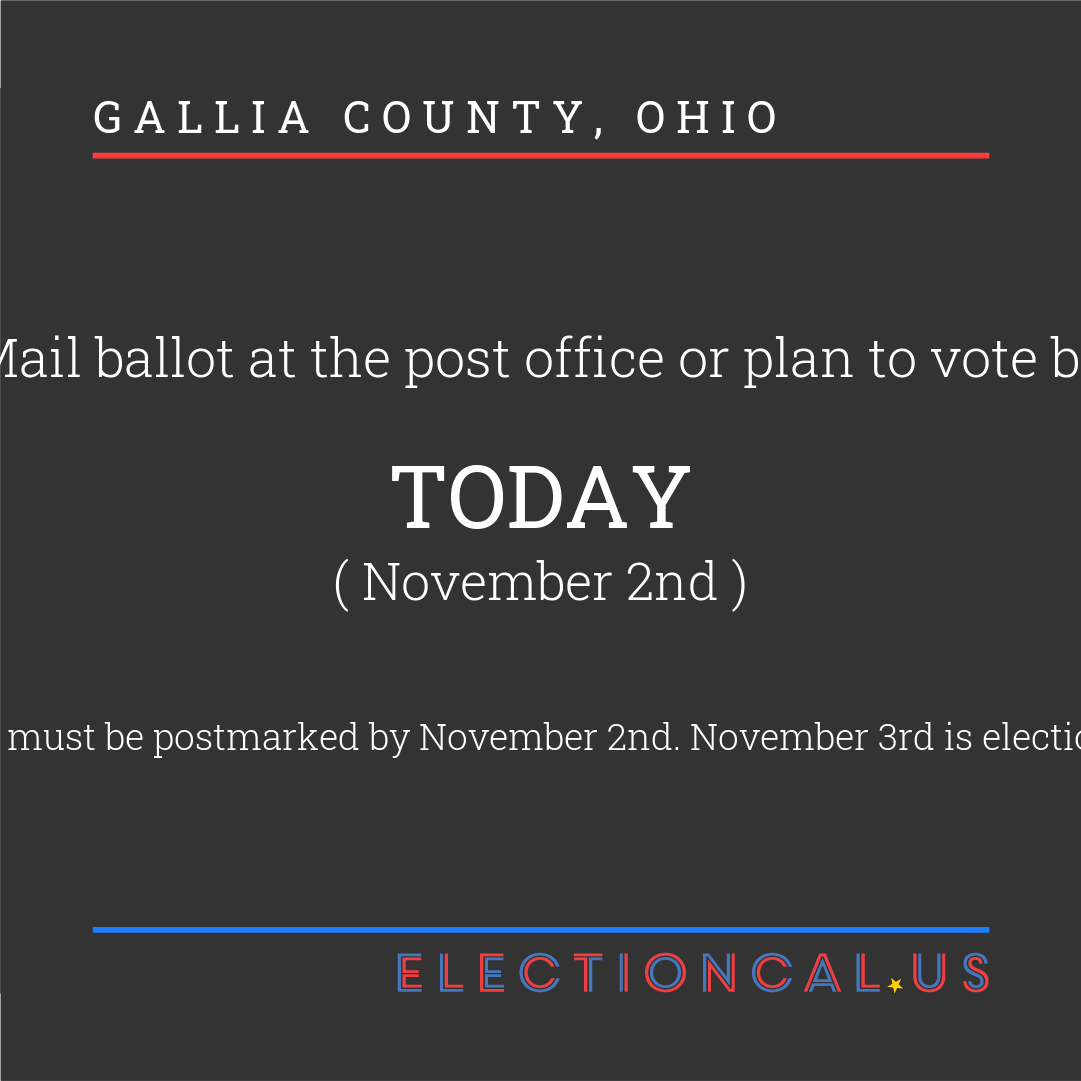 GALLIA COUNTY, OHIO
Mail ballot at the post office or plan to vote b
TODAY
( November 2nd )
must be postmarked by November 2nd. November 3rd is electio
ELECTIONCAL.US